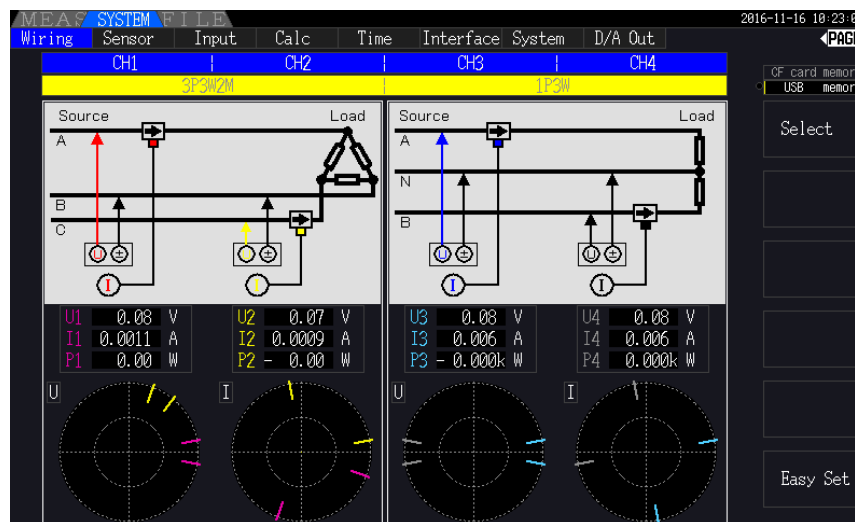 MEAS SYSTEM FILE 2016-11-16 10:23:0
Wiring Sensor Input Calc Time Interface System D/A Out PAGE
CH1 CH2 CH3 CH4
3P3W2M 1P3W
CF card memor
USB memor
Source Load Source Load
Select
A A
N
B B
C
U ± U ± U ± U ±
I I I I
U1 0.08 V U2 0.07 V U3 0.08 V U4 0.08 V
I1 0.0011 A I2 0.0009 A I3 0.006 A I4 0.006 A
P1 0.00 W P2 - 0.00 W P3 - 0.000k W P4 0.000k W
U I U I
Easy Set